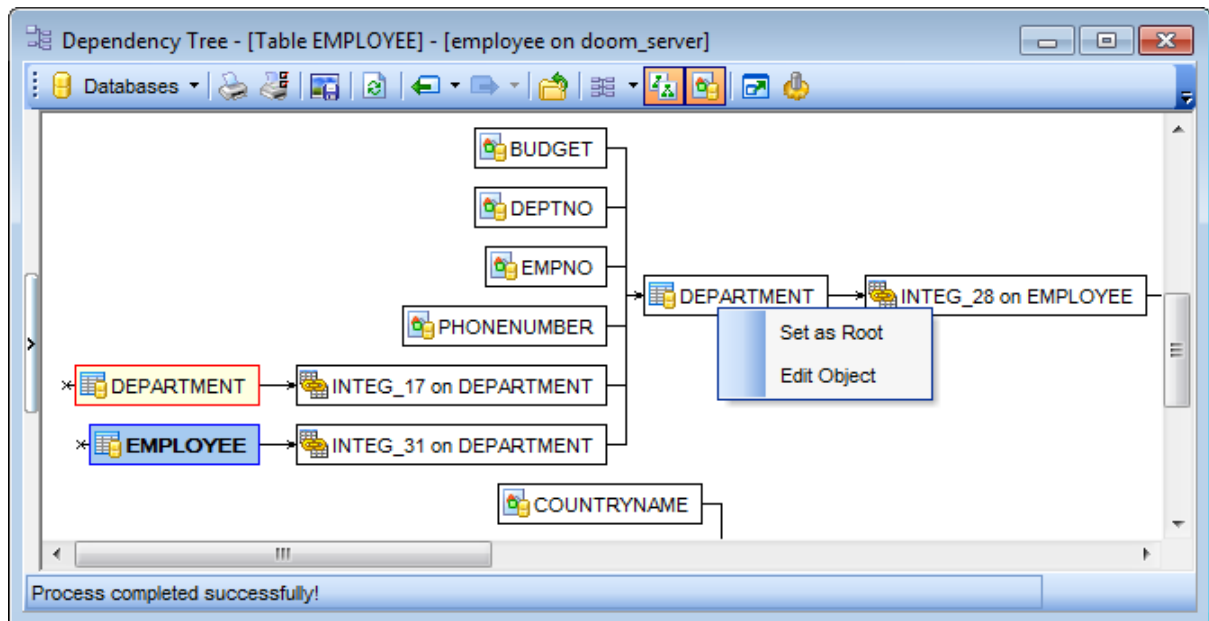 Dependency Tree - [Table EMPLOYEE] - [employee on doom_server]
Databases
BUDGET
DEPTNO
EMPNO
DEPARTMENT
INTEG_28 on EMPLOYEE
PHONENUMBER
Set as Root
Edit Object
DEPARTMENT
INTEG_17 on DEPARTMENT
EMPLOYEE
INTEG_31 on DEPARTMENT
COUNTRYNAME
Process completed successfully!